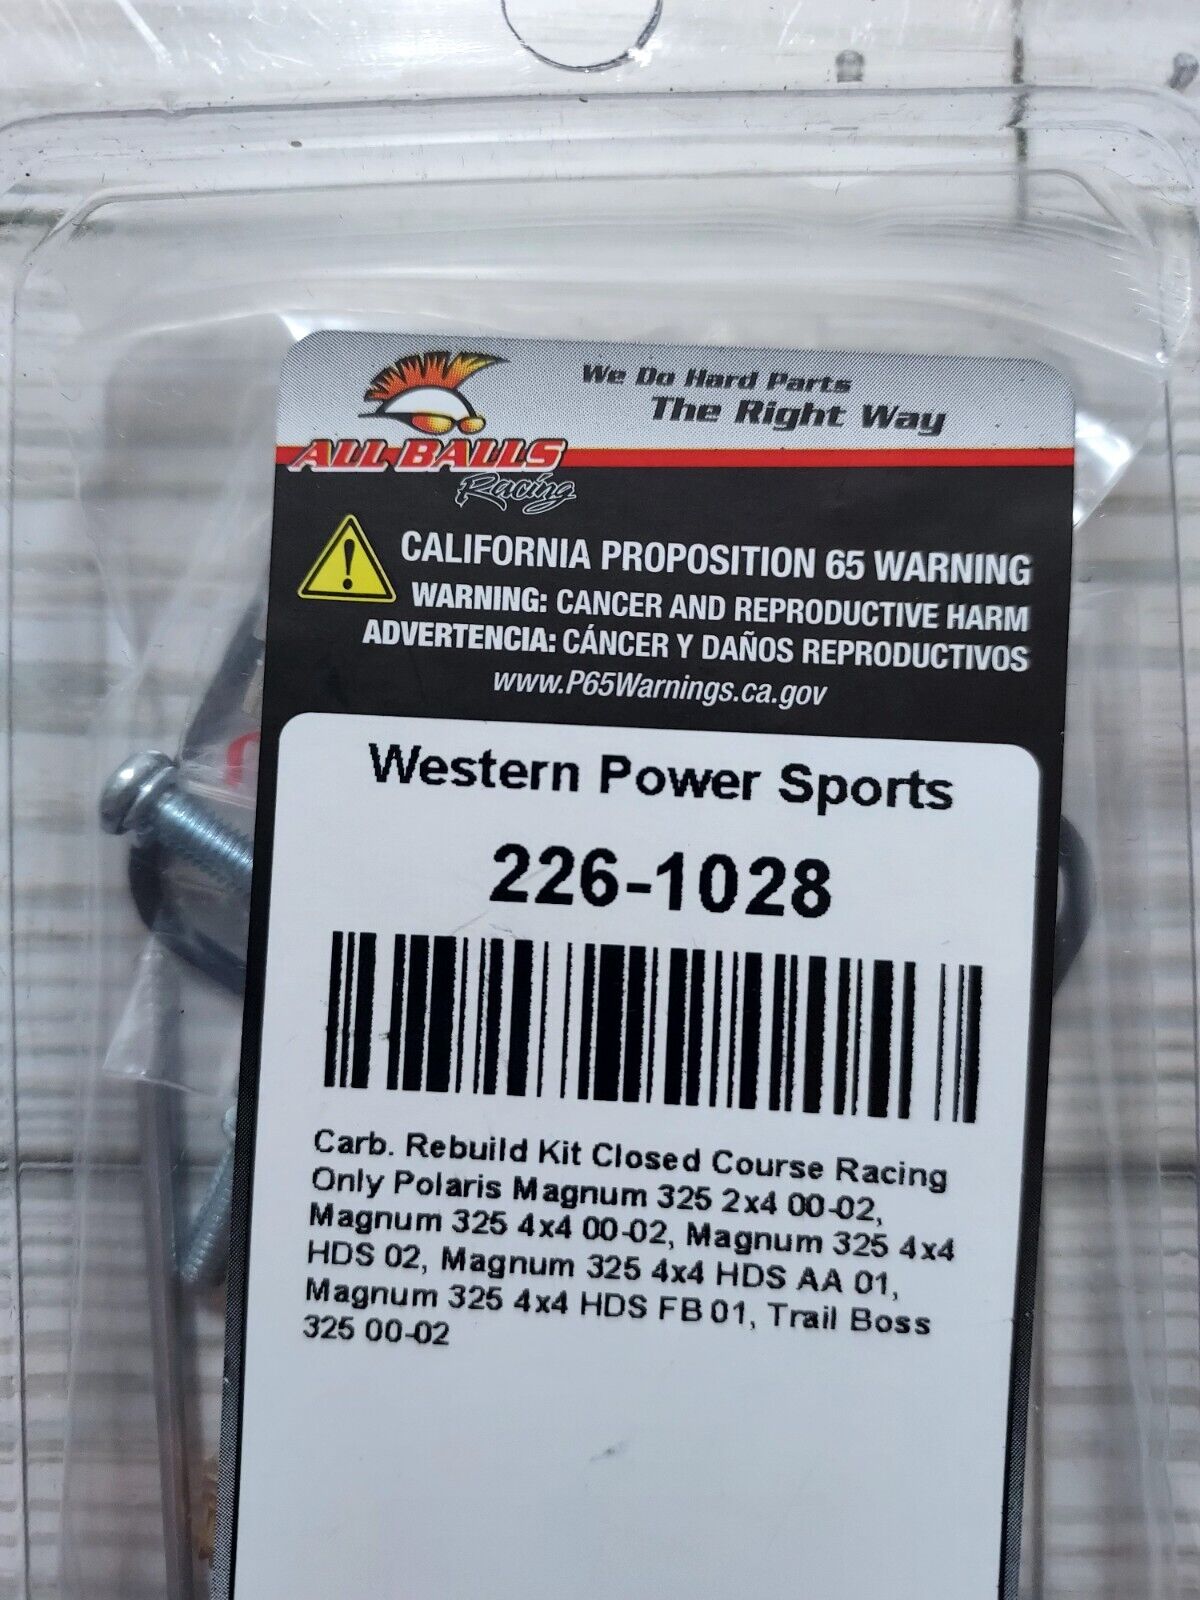 We Do Hard Parts
The Right Way
ALL BALLS
Racing
CALIFORNIA PROPOSITION 65 WARNING
WARNING: CANCER AND REPRODUCTIVE HARM
ADVERTENCIA: CÁNCER Y DAÑOS REPRODUCTIVOS
www.P65Warnings.ca.gov
Western Power Sports
226-1028
Carb. Rebuild Kit Closed Course Racing
Only Polaris Magnum 325 2x4 00-02,
Magnum 325 4x4 00-02, Magnum 325 4x4
HDS 02, Magnum 325 4x4 HDS AA 01,
Magnum 325 4x4 HDS FB 01, Trail Boss
325 00-02